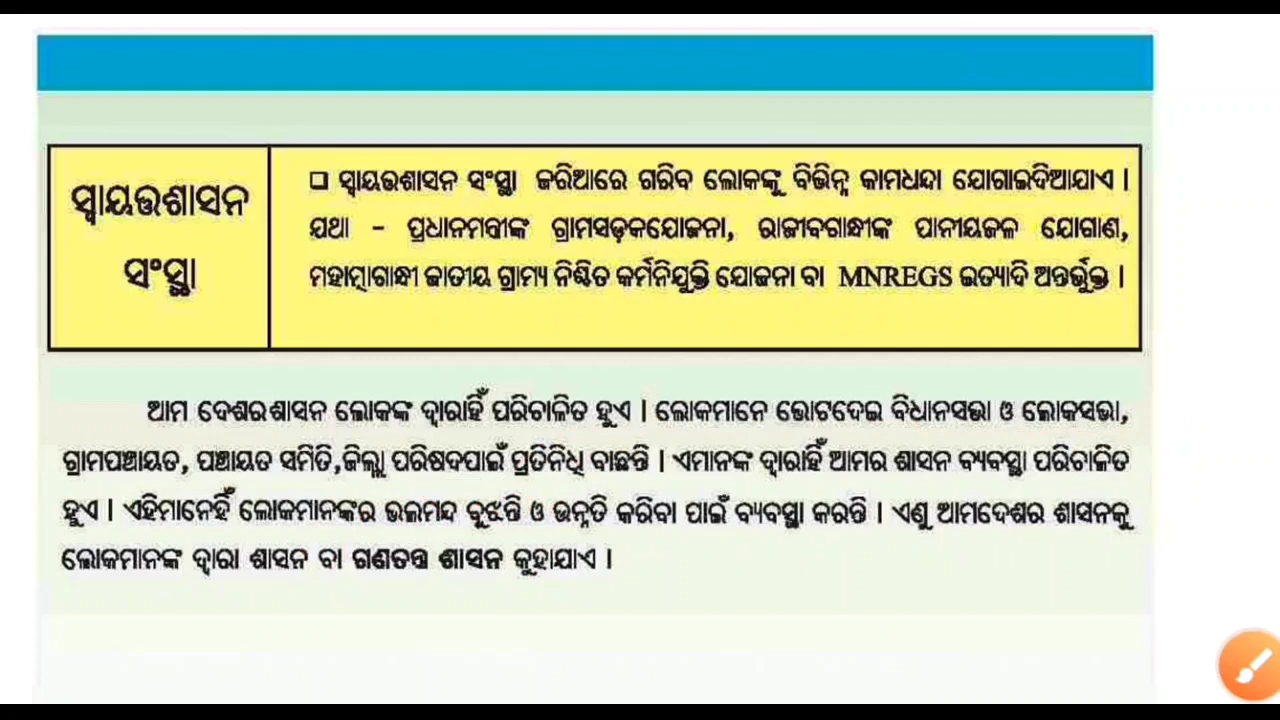 ସ୍ୱାୟତ୍ତଶାସନ
ସଂସ୍ଥା
❑ ସ୍ୱାୟତ୍ତଶାସନ ସଂସ୍ଥା ଜରିଆରେ ଗରିବ ଲୋକଙ୍କୁ ବିଭିନ୍ନ କାମଧନ୍ଦା ଯୋଗାଇଦିଆଯାଏ ।
ଯଥା - ପ୍ରଧାନମନ୍ତ୍ରୀଙ୍କ ଗ୍ରାମସଡ଼କଯୋଜନା, ରାଜୀବଗାନ୍ଧୀଙ୍କ ପାନୀୟଜଳ ଯୋଗାଣ,
ମହାତ୍ମାଗାନ୍ଧୀ ଜାତୀୟ ଗ୍ରାମ୍ୟ ନିଶ୍ଚିତ କର୍ମନିଯୁକ୍ତି ଯୋଜନା ବା MNREGS ଇତ୍ୟାଦି ଅନ୍ତର୍ଭୁକ୍ତ ।
ଆମ ଦେଶରଶାସନ ଲୋକଙ୍କ ଦ୍ୱାରାହିଁ ପରିଚାଳିତ ହୁଏ । ଲୋକମାନେ ଭୋଟଦେଇ ବିଧାନସଭା ଓ ଲୋକସଭା,
ଗ୍ରାମପଞ୍ଚାୟତ, ପଞ୍ଚାୟତ ସମିତି,ଜିଲ୍ଲା ପରିଷଦପାଇଁ ପ୍ରତିନିଧି ବାଛନ୍ତି । ଏମାନଙ୍କ ଦ୍ୱାରାହିଁ ଆମର ଶାସନ ବ୍ୟବସ୍ଥା ପରିଚାଳିତ
ହୁଏ । ଏହିମାନେହିଁ ଲୋକମାନଙ୍କର ଭଲମନ୍ଦ ବୁଝନ୍ତି ଓ ଉନ୍ନତି କରିବା ପାଇଁ ବ୍ୟବସ୍ଥା କରନ୍ତି । ଏଣୁ ଆମଦେଶର ଶାସନକୁ
ଲୋକମାନଙ୍କ ଦ୍ୱାରା ଶାସନ ବା ଗଣତନ୍ତ୍ର ଶାସନ କୁହାଯାଏ ।